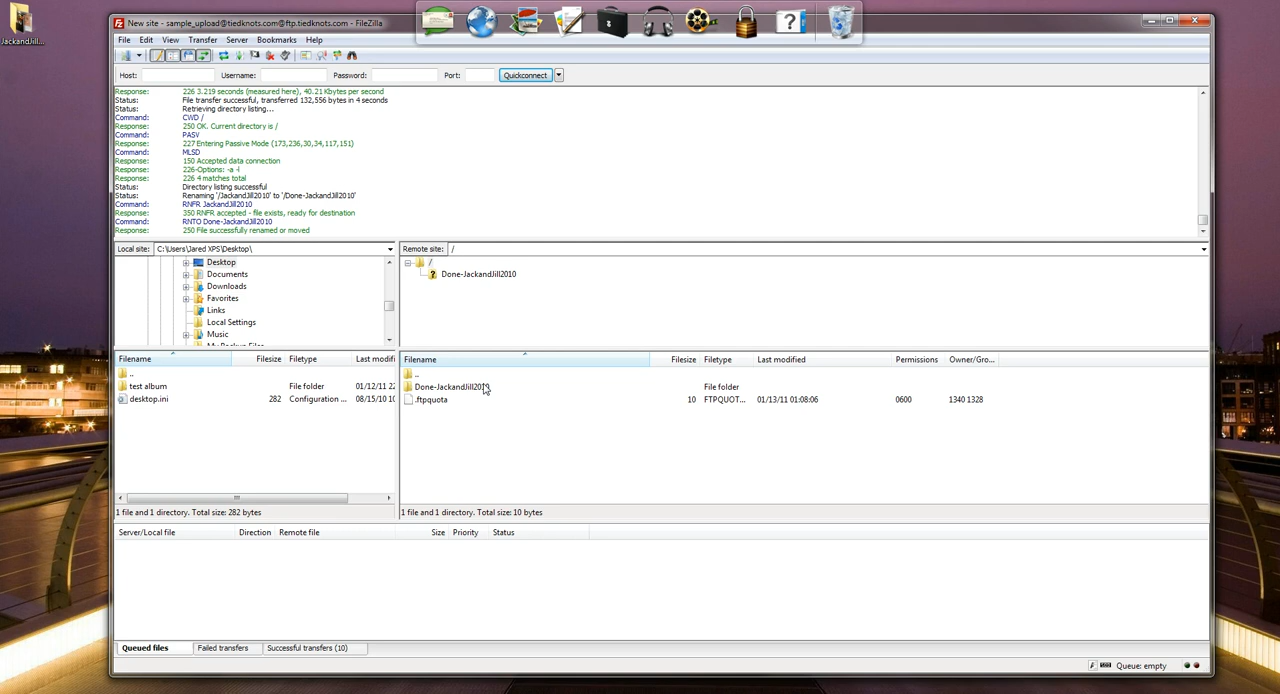 New site - sample_upload@tiedknots.com@ftp.tiedknots.com - FileZilla
JackandJill...
File Edit View Transfer Server Bookmarks Help
Host: Username: Password: Port: Quickconnect
Response: 226 3.219 seconds (measured here), 40.21 Kbytes per second
Status: File transfer successful, transferred 132,556 bytes in 4 seconds
Status: Retrieving directory listing...
Command: CWD /
Response: 250 OK. Current directory is /
Command: PASV
Response: 227 Entering Passive Mode (173,236,30,34,117,151)
Command: MLSD
Response: 150 Accepted data connection
Response: 226-Options: -a -l
Response: 226 4 matches total
Status: Directory listing successful
Status: Renaming '/JackandJill2010' to '/Done-JackandJill2010'
Command: RNFR JackandJill2010
Response: 350 RNFR accepted - file exists, ready for destination
Command: RNTO Done-JackandJill2010
Response: 250 File successfully renamed or moved
Local site: C:\Users\Jared XPS\Desktop\
Desktop
Documents
Downloads
Favorites
Links
Local Settings
Music
My Backup Files
Remote site: /
/
Done-JackandJill2010
Filename Filesize Filetype Last modifi
..
test album File folder 01/12/11 22
desktop.ini 282 Configuration ... 08/15/10 10
1 file and 1 directory. Total size: 282 bytes
Filename Filesize Filetype Last modified Permissions Owner/Gro...
..
Done-JackandJill2010 File folder
.ftpquota 10 FTPQUOT... 01/13/11 01:08:06 0600 1340 1328
1 file and 1 directory. Total size: 10 bytes
Server/Local file Direction Remote file Size Priority Status
Queued files Failed transfers Successful transfers (10)
Queue: empty